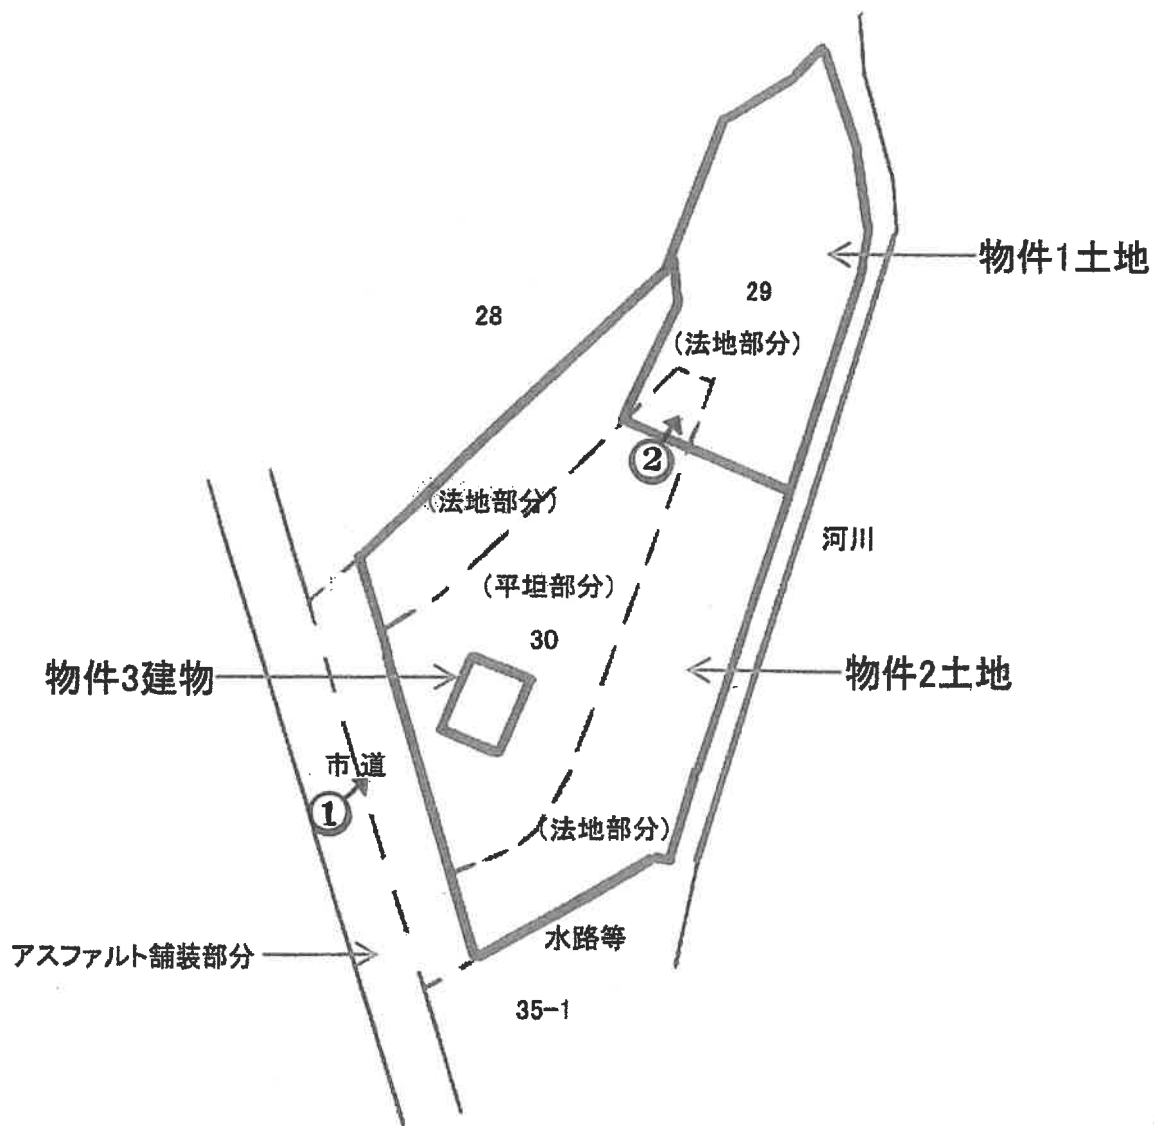 物件1土地
29
28
(法地部分)
②
(法地部分)
河川
(平坦部分)
30
物件3建物
物件2土地
市道
①
(法地部分)
水路等
アスファルト舗装部分
35-1